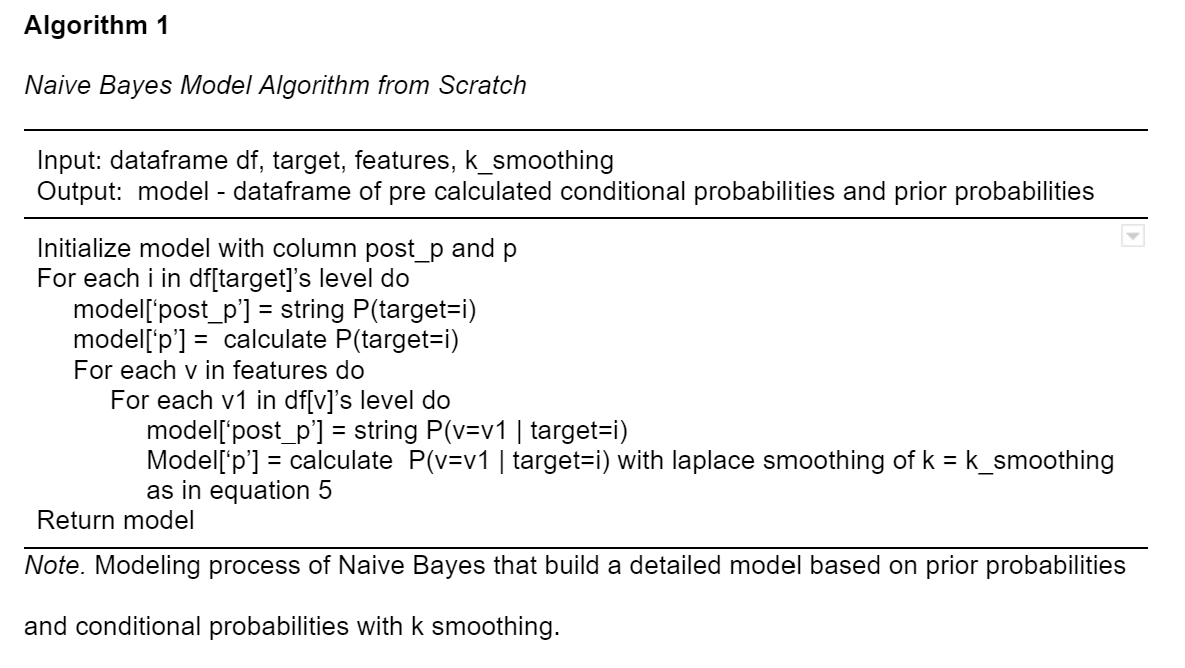 Algorithm 1
Naive Bayes Model Algorithm from Scratch
Input: dataframe df, target, features, k_smoothing
Output:  model - dataframe of pre calculated conditional probabilities and prior probabilities
Initialize model with column post_p and p
For each i in df[target]’s level do
model[‘post_p’] = string P(target=i)
model[‘p’] =  calculate P(target=i)
For each v in features do
For each v1 in df[v]’s level do
model[‘post_p’] = string P(v=v1 | target=i)
Model[‘p’] = calculate  P(v=v1 | target=i) with laplace smoothing of k = k_smoothing
as in equation 5
Return model
Note. Modeling process of Naive Bayes that build a detailed model based on prior probabilities
and conditional probabilities with k smoothing.